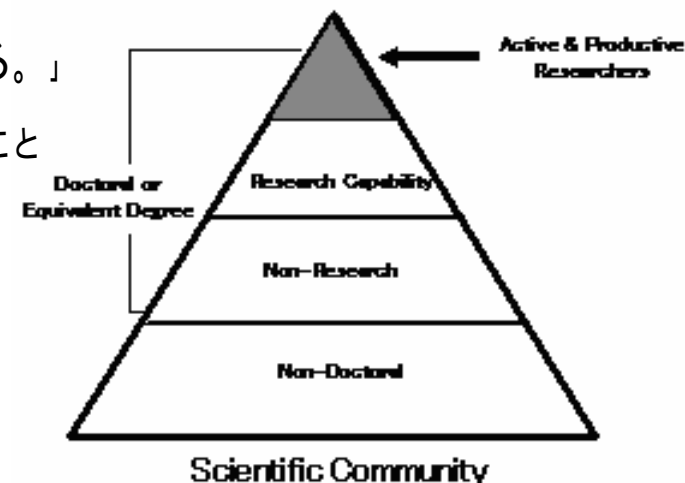 る。」
こと
Active & Productive
Researchers
Doctoral or
Equivalent Degree
Research Capability
Non-Research
Non-Doctoral
Scientific Community